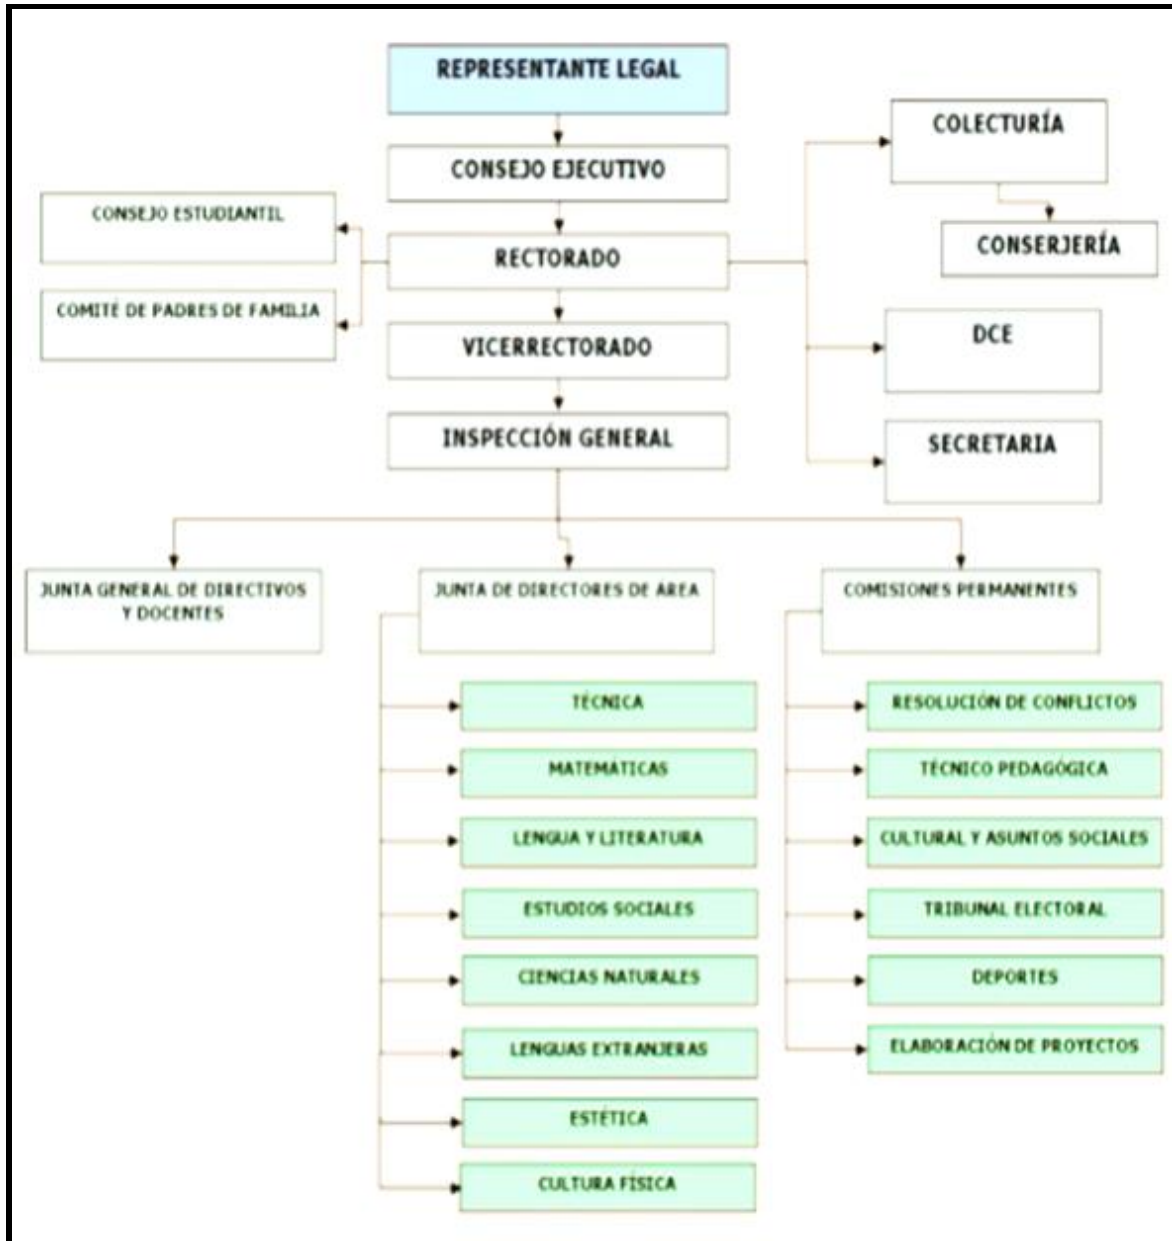 REPRESENTANTE LEGAL
COLECTURÍA
CONSEJO EJECUTIVO
CONSEJO ESTUDIANTIL
CONSERJERÍA
RECTORADO
COMITÉ DE PADRES DE FAMILIA
DCE
VICERRECTORADO
INSPECCIÓN GENERAL
SECRETARIA
JUNTA GENERAL DE DIRECTIVOS
Y DOCENTES
JUNTA DE DIRECTORES DE AREA
COMISIONES PERMANENTES
TÉCNICA
MATEMÁTICAS
LENGUA Y LITERATURA
ESTUDIOS SOCIALES
CIENCIAS NATURALES
LENGUAS EXTRANJERAS
ESTÉTICA
CULTURA FÍSICA
RESOLUCIÓN DE CONFLICTOS
TÉCNICO PEDAGÓGICA
CULTURAL Y ASUNTOS SOCIALES
TRIBUNAL ELECTORAL
DEPORTES
ELABORACIÓN DE PROYECTOS